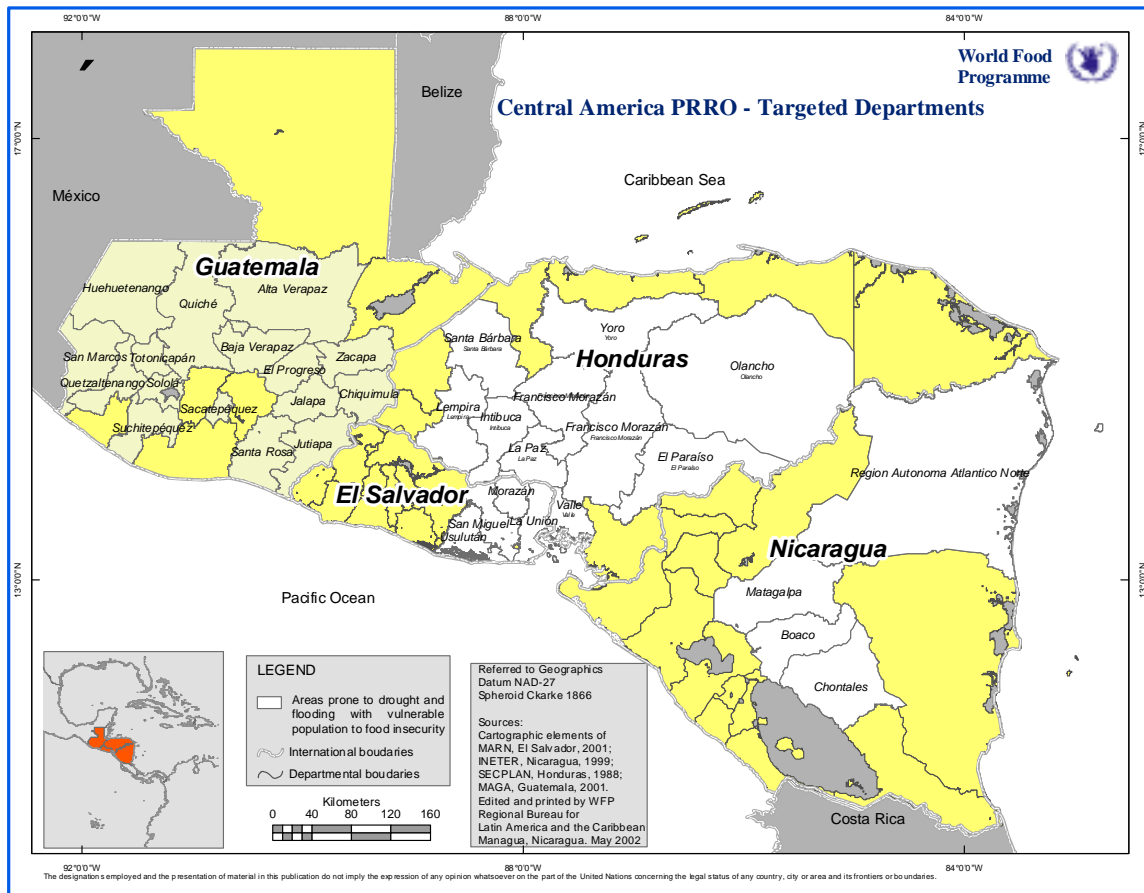 92°0'0"W
88°0'0"W
84°0'0"W
World Food
Programme
Central America PRRO - Targeted Departments
Belize
17°0'0"N
17°0'0"N
México
Caribbean Sea
Guatemala
Huehuetenango
Alta Verapaz
Quiché
Yoro
Yoro
Santa Bárbara
Santa Bárbara
Baja Verapaz
San Marcos
Totonicapán
Zacapa
Honduras
El Progreso
Olancho
Olancho
Quetzaltenango
Sololá
Chiquimula
Jalapa
Francisco Morazán
Sacatepéquez
Lempira
Lempira
Intibuca
Intibuca
Suchitepéquez
Francisco Morazán
Francisco Morazán
Jutiapa
Santa Rosa
La Paz
La Paz
El Paraíso
El Paraíso
Region Autonoma Atlantico Norte
El Salvador
Morazán
Valle
Valle
San Miguel
La Unión
Usulután
Nicaragua
13°0'0"N
13°0'0"N
Pacific Ocean
Matagalpa
Boaco
Chontales
LEGEND
Areas prone to drought and
flooding with vulnerable
population to food insecurity
International boudaries
Departmental boudaries
Kilometers
0 40 80 120 160
Referred to Geographics
Datum NAD-27
Spheroid Ckarke 1866
Sources:
Cartographic elements of
MARN, El Salvador, 2001;
INETER, Nicaragua, 1999;
SECPLAN, Honduras, 1988;
MAGA, Guatemala, 2001.
Edited and printed by WFP
Regional Bureau for
Latin America and the Caribbean
Managua, Nicaragua. May 2002
Costa Rica
92°0'0"W
88°0'0"W
84°0'0"W
The designations employed and the presentation of material in this publication do not imply the expression of any opinion whatsoever on the part of the United Nations concerning the legal status of any country, city or area and its frontiers or boundaries.